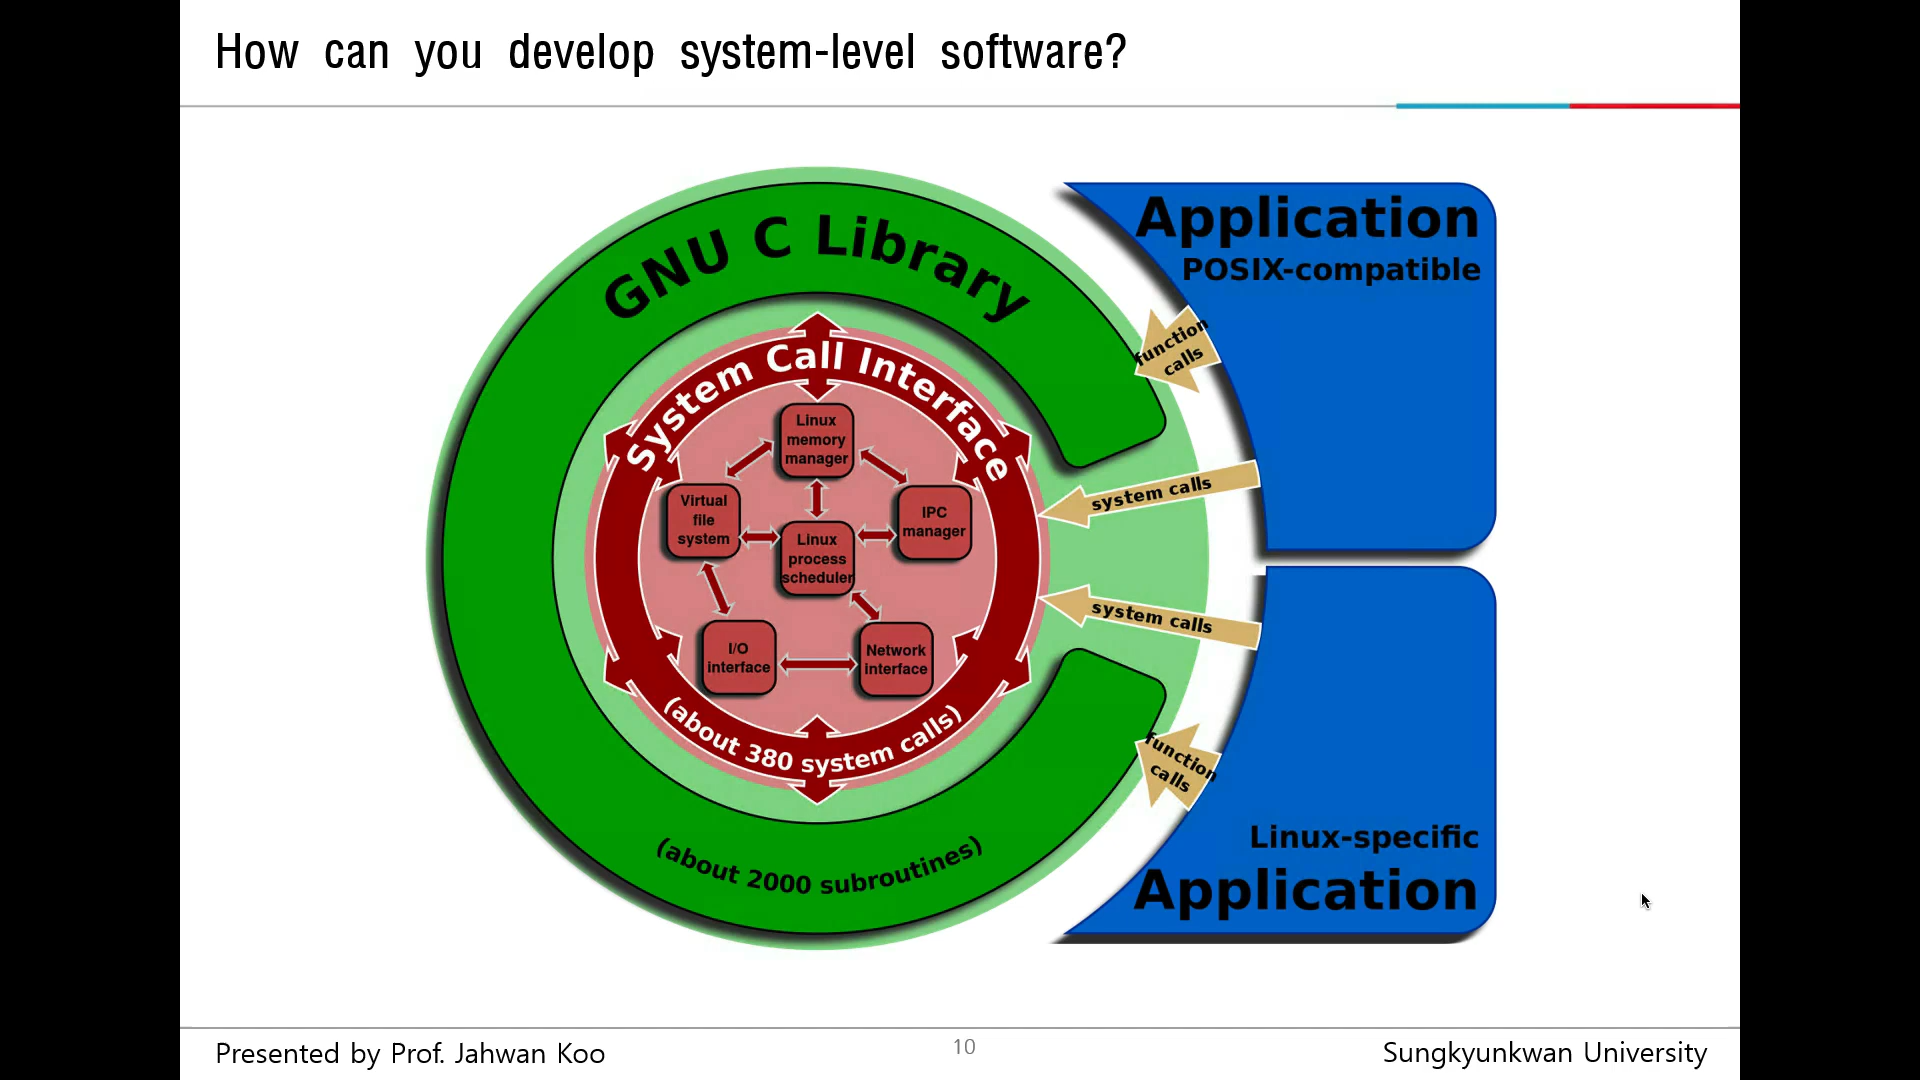 How can you develop system-level software?
GNU C Library
Application
POSIX-compatible
function
calls
System Call Interface
Linux
memory
manager
Virtual
file
system
IPC
manager
system calls
Linux
process
scheduler
system calls
I/O
interface
Network
interface
(about 380 system calls)
function
calls
(about 2000 subroutines)
Linux-specific
Application
Presented by Prof. Jahwan Koo
10
Sungkyunkwan University